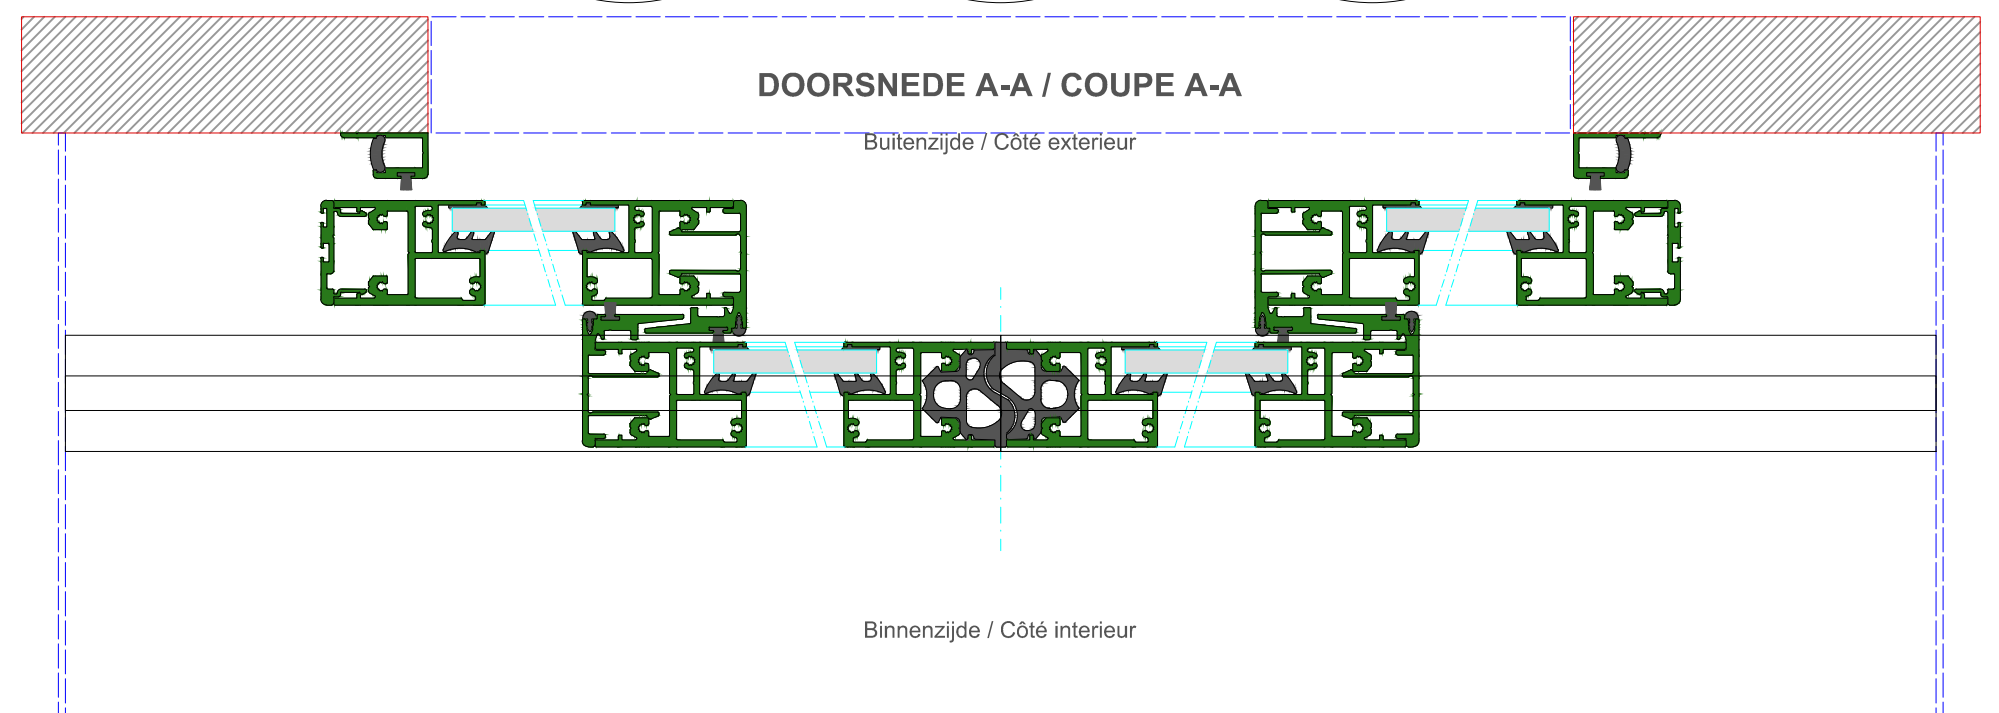 DOORSNEDE A-A / COUPE A-A
Buitenzijde / Côté exterieur
Binnenzijde / Côté interieur